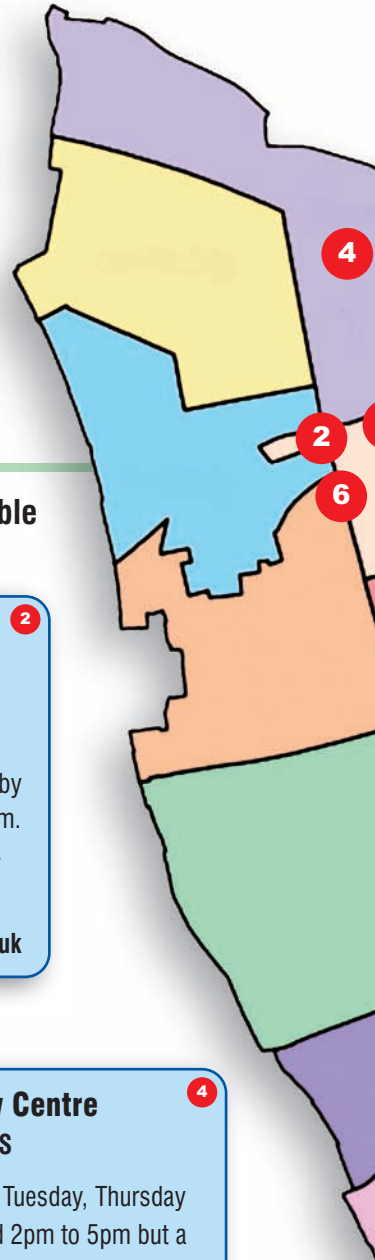 4
2
6
ble
2
by
m.
uk
4
Centre
s
Tuesday, Thursday
2pm to 5pm but a